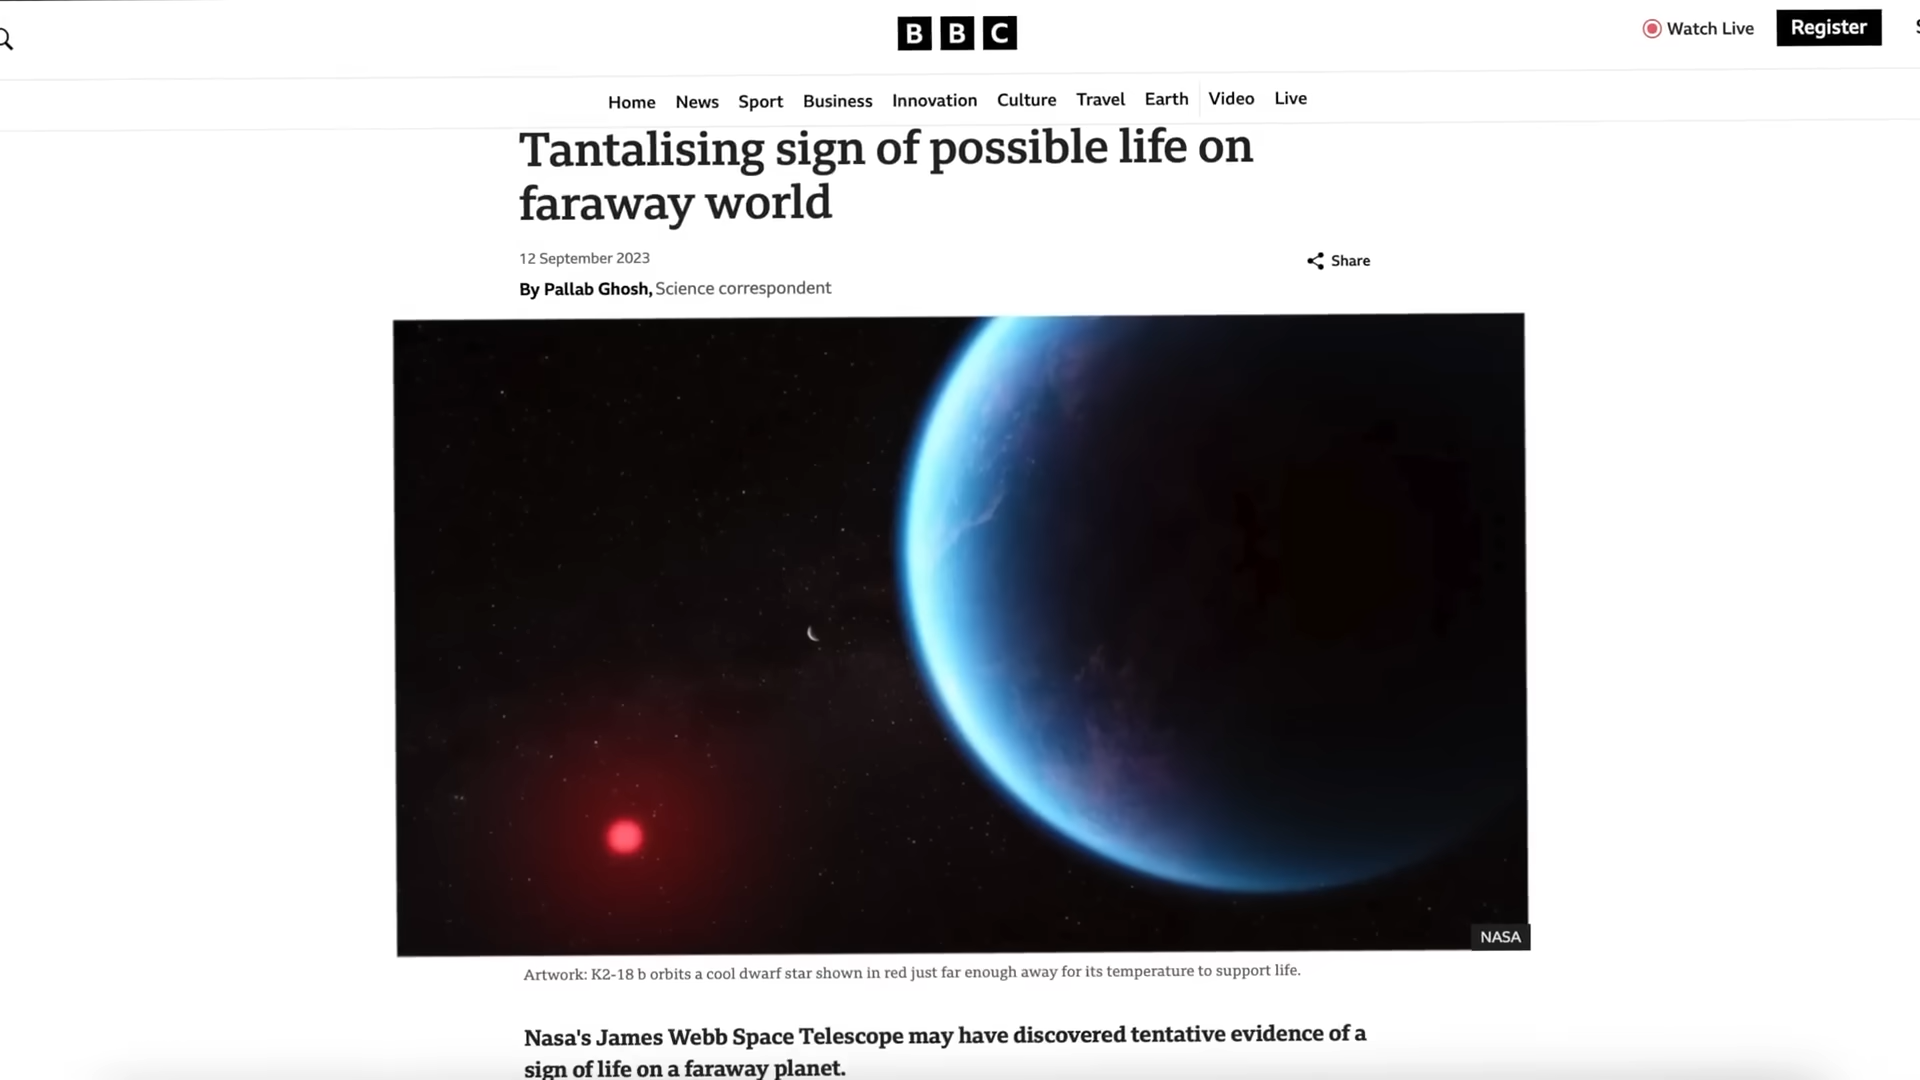 BBC
Watch Live
Register
Home News Sport Business Innovation Culture Travel Earth Video Live
Tantalising sign of possible life on
faraway world
12 September 2023
Share
By Pallab Ghosh, Science correspondent
NASA
Artwork: K2-18 b orbits a cool dwarf star shown in red just far enough away for its temperature to support life.
Nasa's James Webb Space Telescope may have discovered tentative evidence of a
sign of life on a faraway planet.